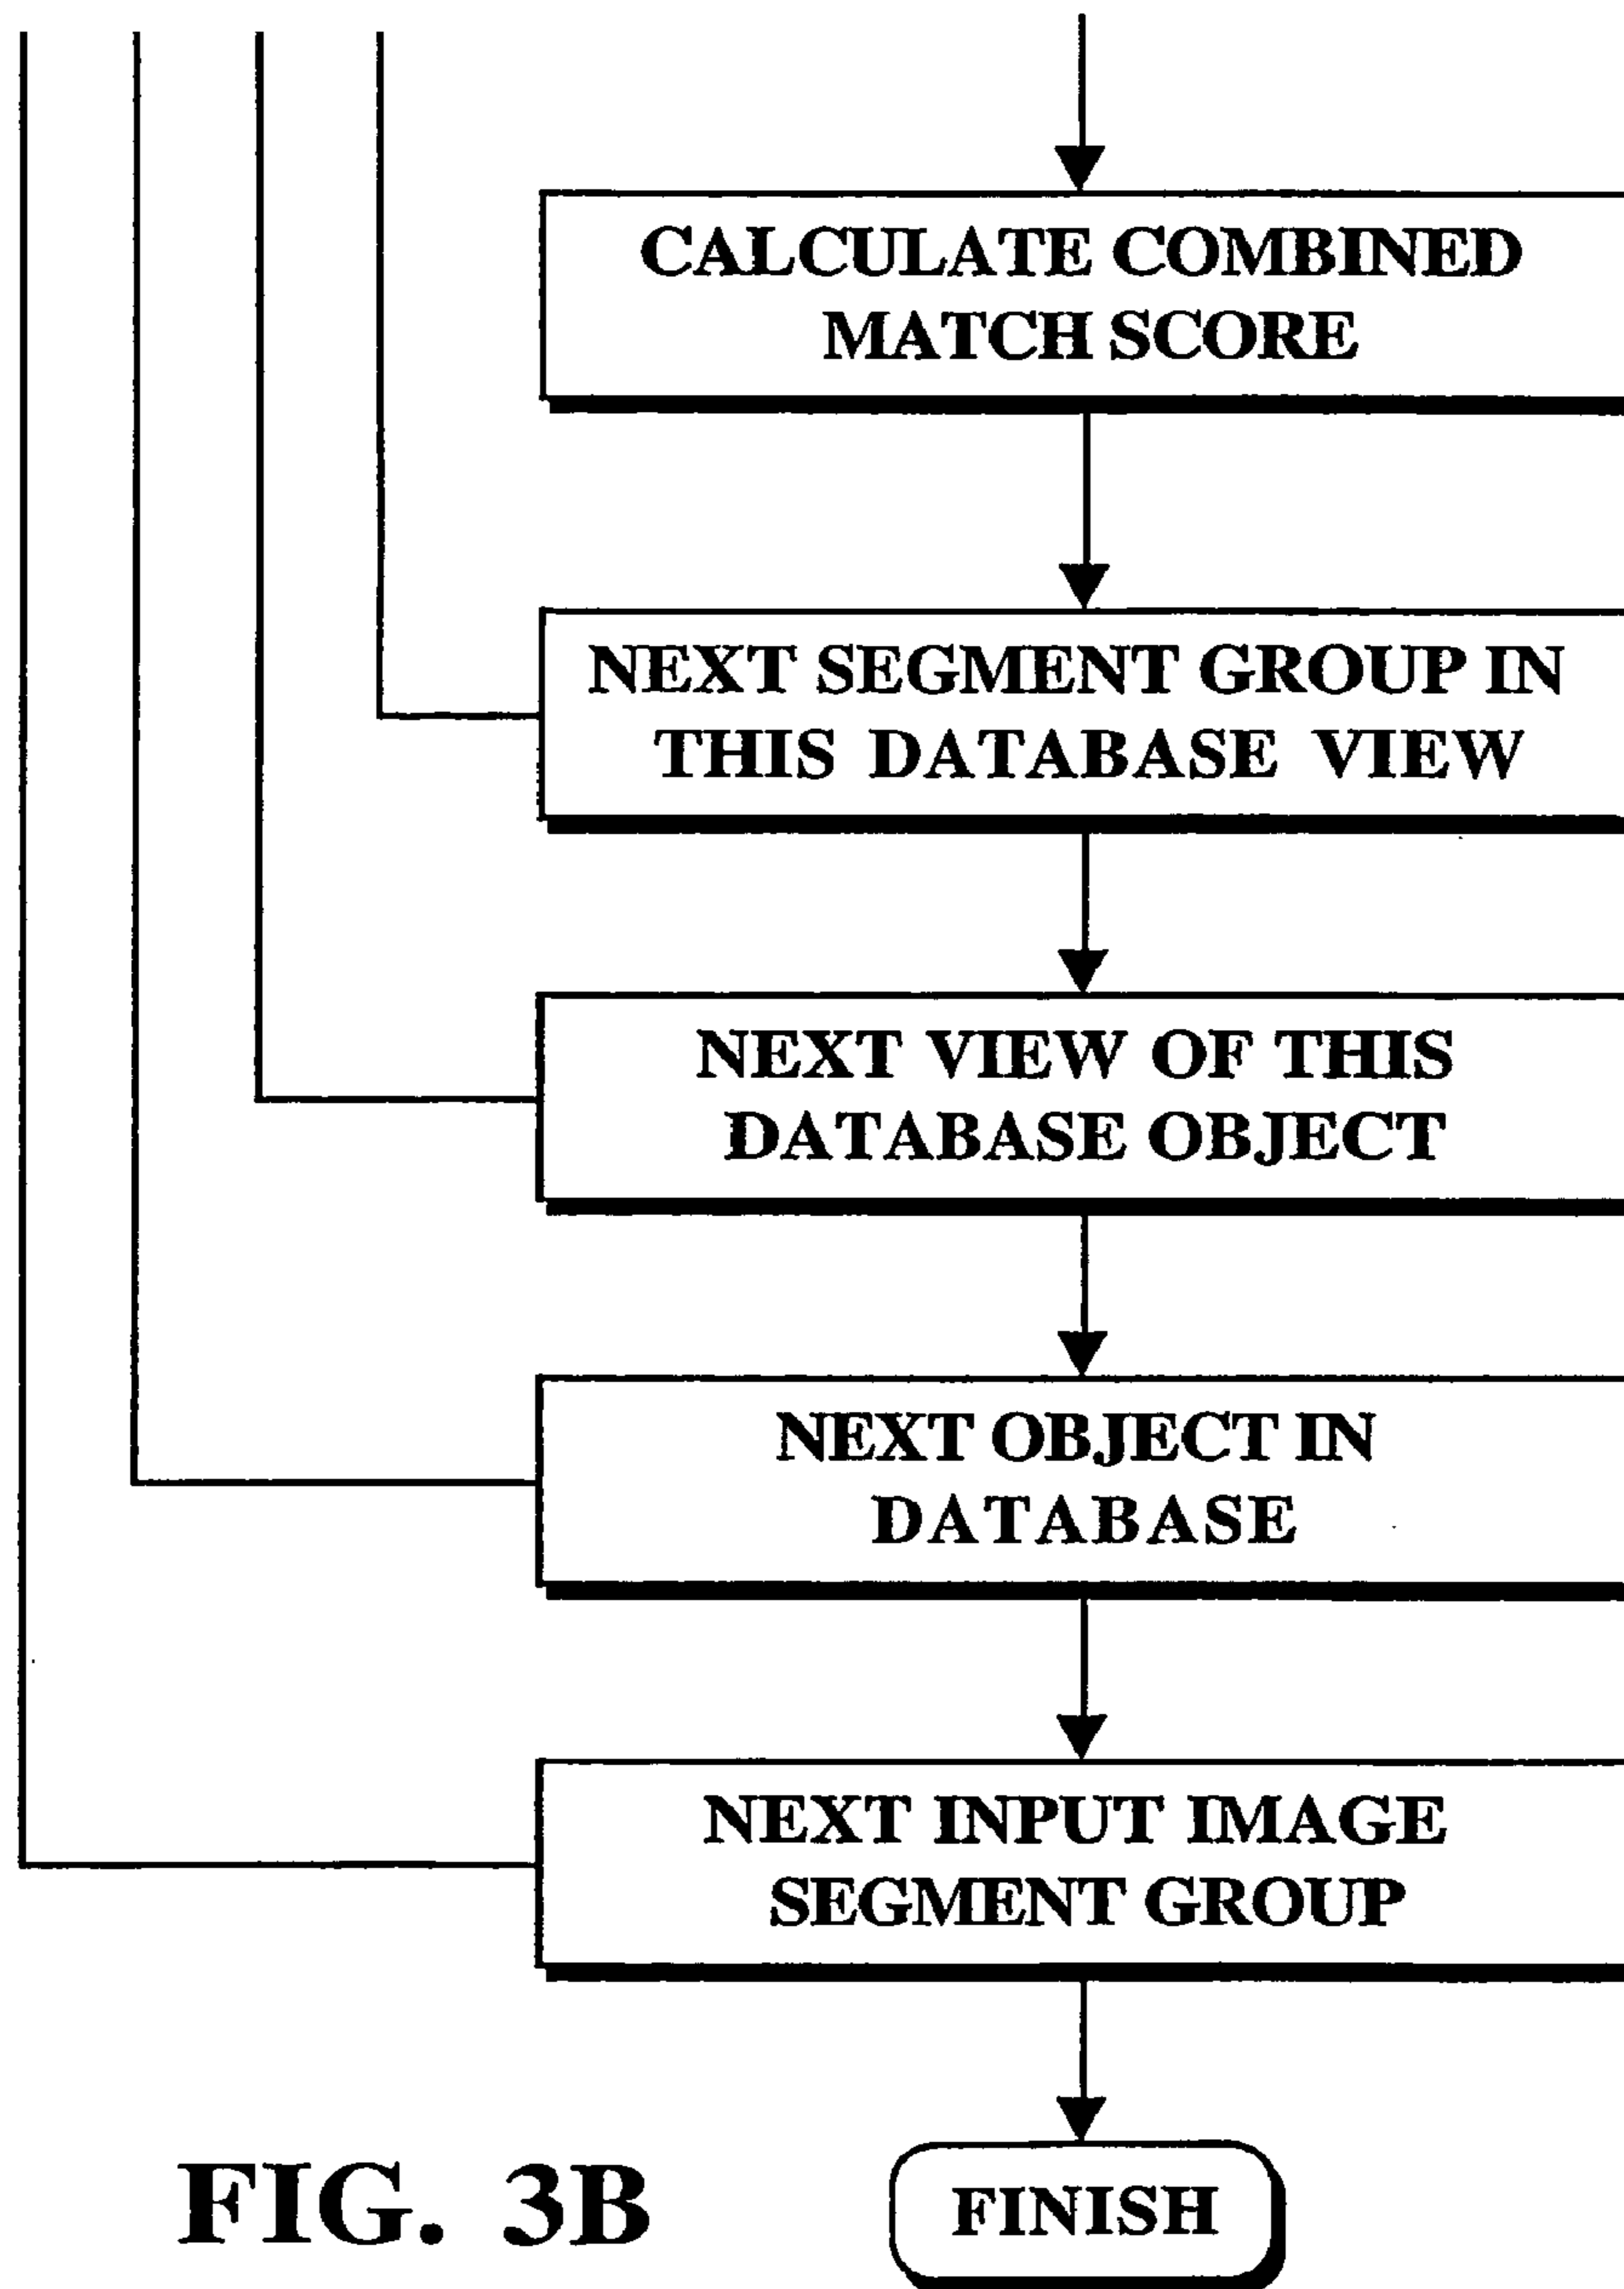 CALCULATE COMBINED
MATCH SCORE
NEXT SEGMENT GROUP IN
THIS DATABASE VIEW
NEXT VIEW OF THIS
DATABASE OBJECT
NEXT OBJECT IN
DATABASE
NEXT INPUT IMAGE
SEGMENT GROUP
FINISH
FIG. 3B